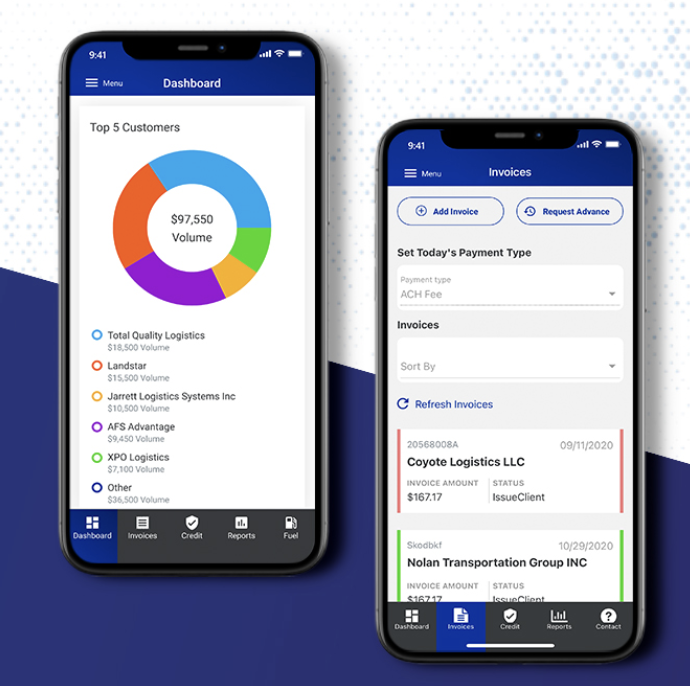 9:41
Menu
Dashboard
Top 5 Customers
$97,550
Volume
Total Quality Logistics
$18,500 Volume
Landstar
$15,500 Volume
Jarrett Logistics Systems Inc
$10,500 Volume
AFS Advantage
$9,450 Volume
XPO Logistics
$7,100 Volume
Other
$36,500 Volume
Dashboard Invoices Credit Reports Fuel
9:41
Menu
Invoices
Add Invoice Request Advance
Set Today's Payment Type
Payment type
ACH Fee
Invoices
Sort By
Refresh Invoices
20568008A 09/11/2020
Coyote Logistics LLC
INVOICE AMOUNT STATUS
$167.17 IssueClient
Skodbkf 10/29/2020
Nolan Transportation Group INC
INVOICE AMOUNT STATUS
$167.17 IssueClient
Dashboard Invoices Credit Reports Contact